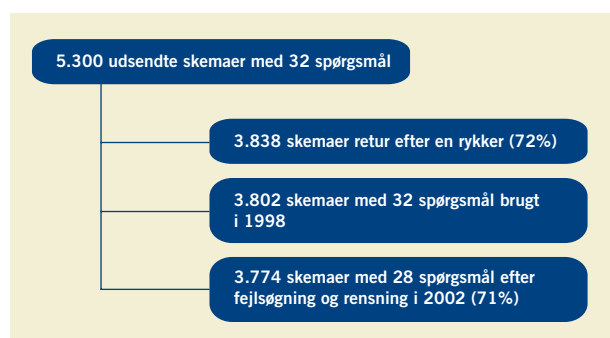 5.300 udsendte skemaer med 32 spørgsmål
3.838 skemaer retur efter en rykker (72%)
3.802 skemaer med 32 spørgsmål brugt
i 1998
3.774 skemaer med 28 spørgsmål efter
fejlsøgning og rensning i 2002 (71%)